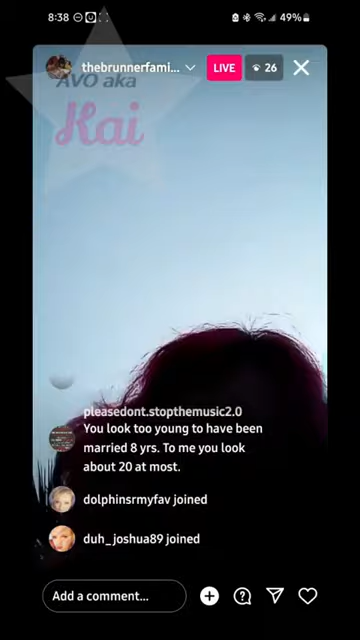 8:38
49%
thebrunnerfami...
LIVE
26
AVO aka
Kai
pleasedont.stopthemusic2.0
You look too young to have been
married 8 yrs. To me you look
about 20 at most.
dolphinsrmyfav joined
duh_joshua89 joined
Add a comment...